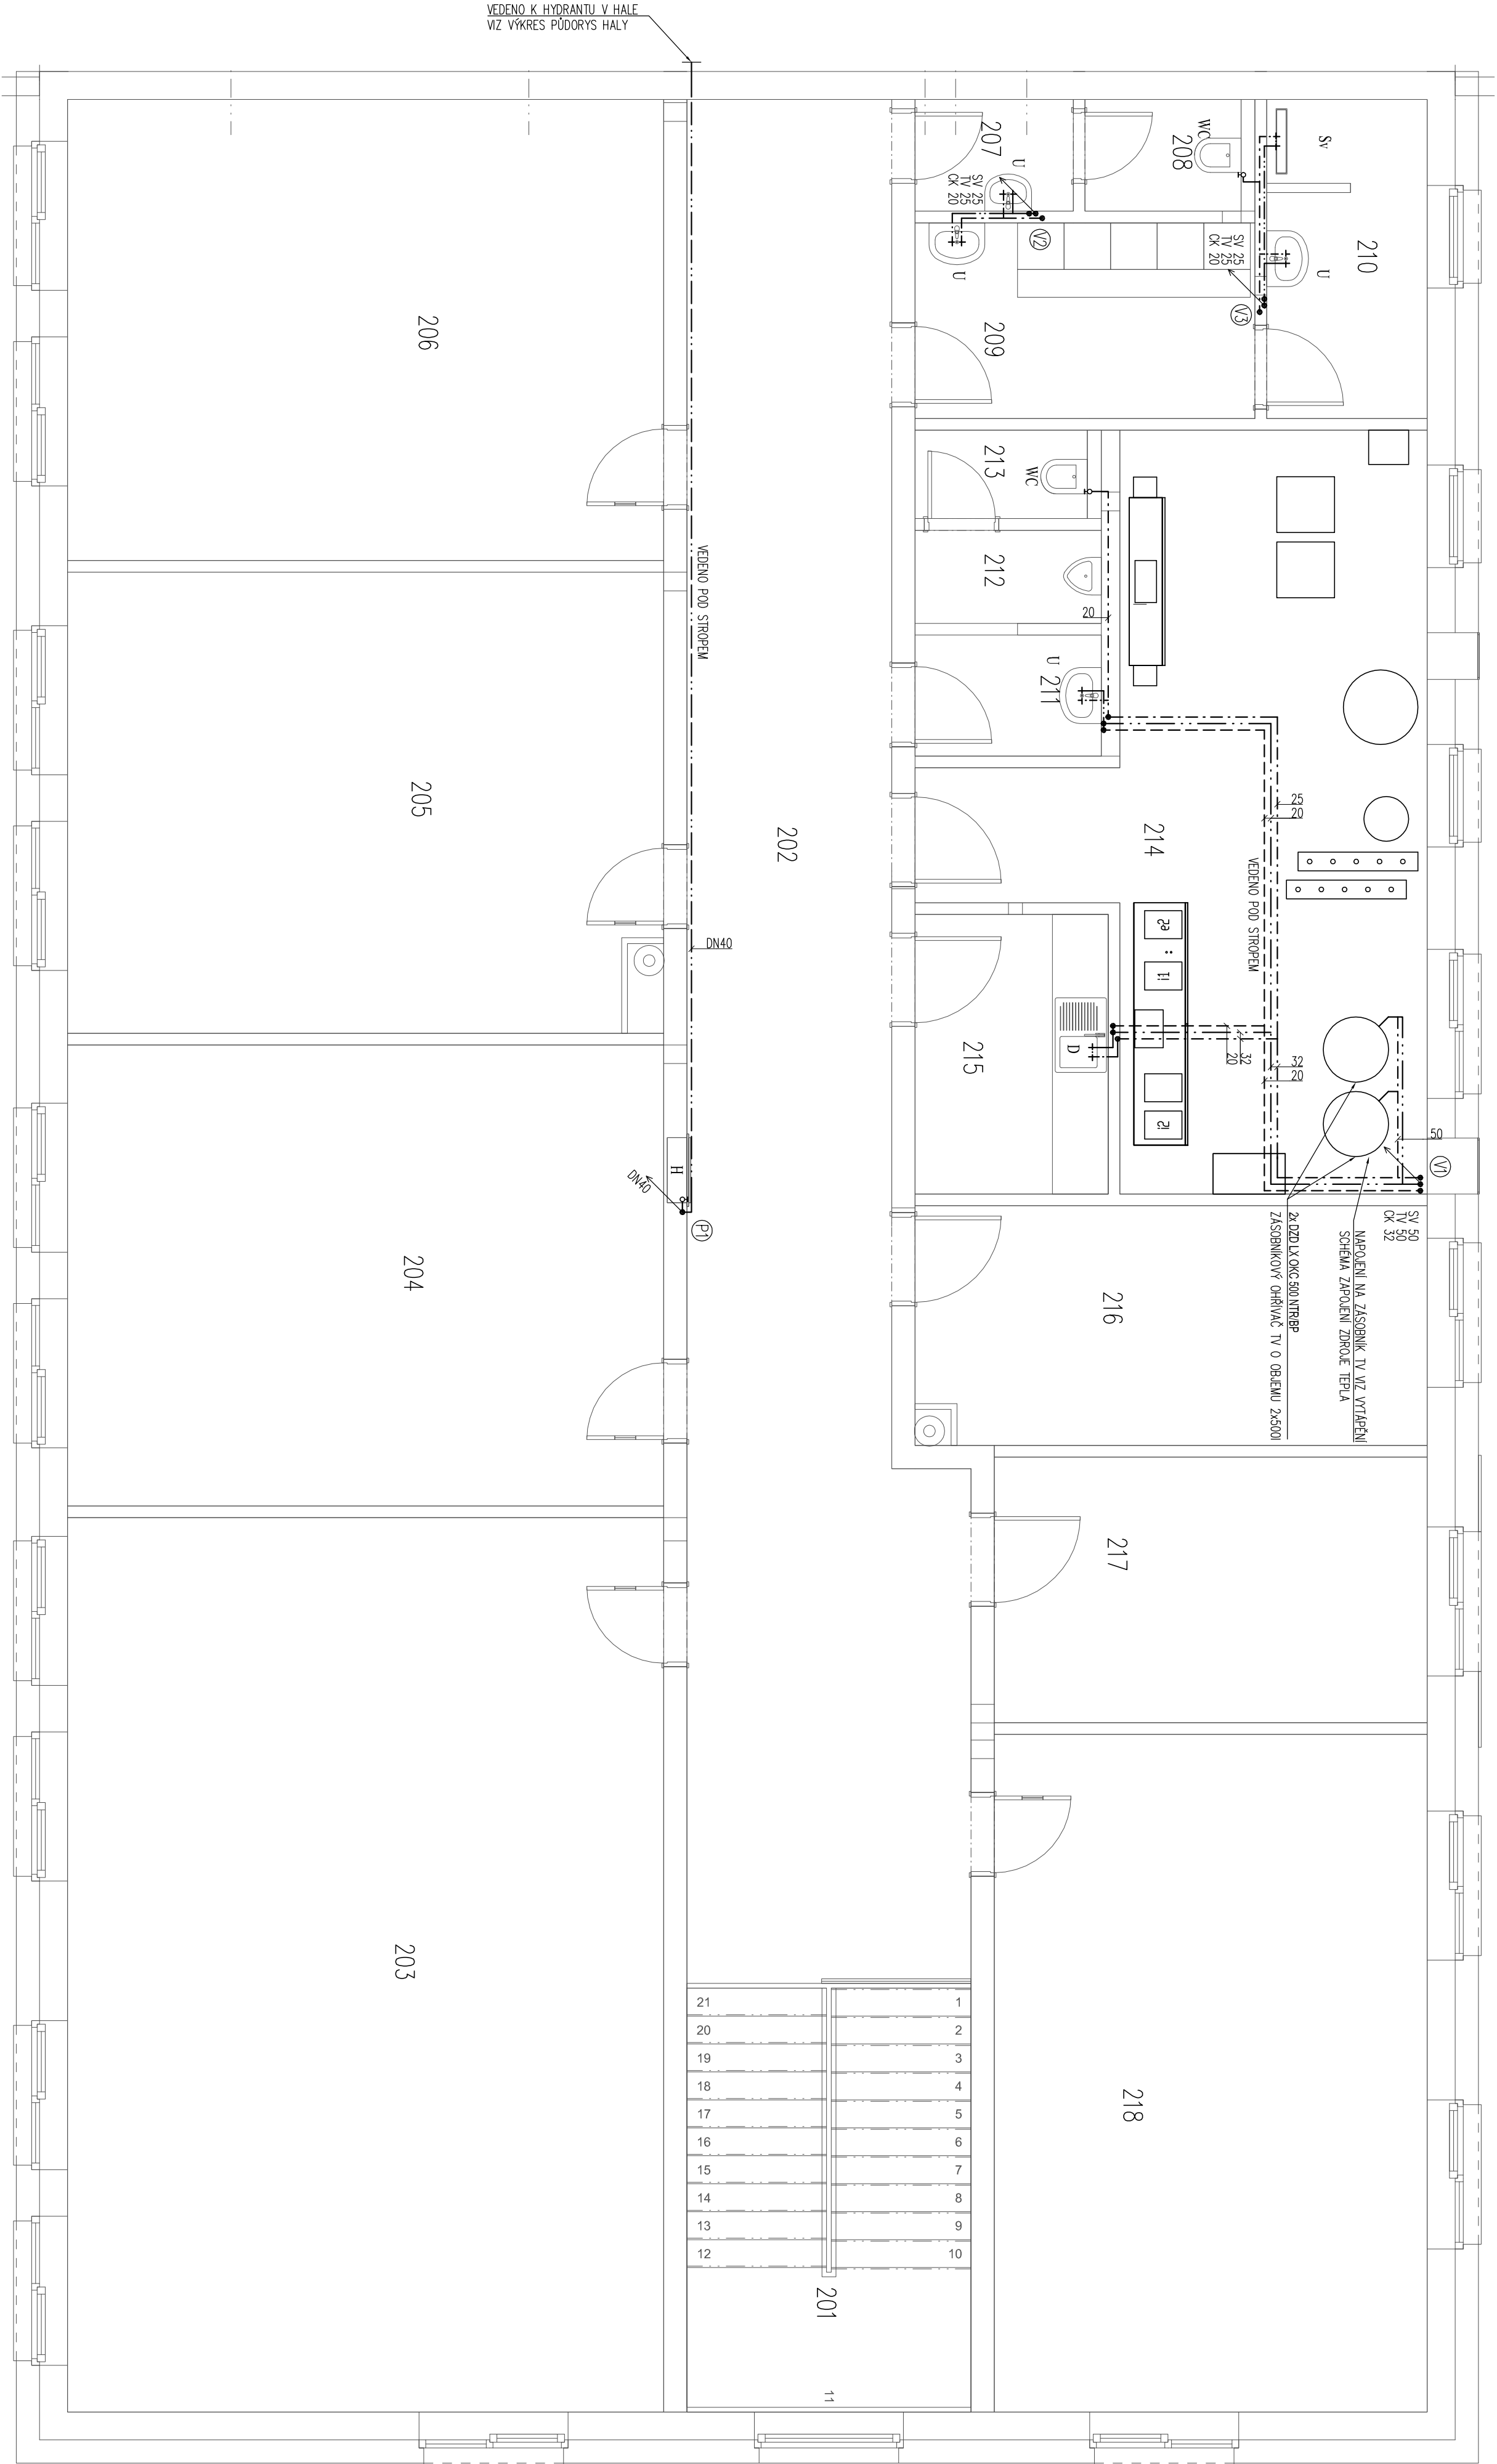 VEDENO K HYDRANTU V HALE
VIZ VÝKRES PŮDORYS HALY
207
U
SV 25
TV 25
CK 20
V2
U
WC
208
Sv
210
U
SV 25
TV 25
CK 20
V3
209
206
213
WC
212
20
U
211
VEDENO POD STROPEM
205
202
214
25
20
VEDENO POD STROPEM
DN40
215
D
32
20
32
20
50
V1
SV 50
TV 50
CK 32
NAPOJENÍ NA ZÁSOBNÍK TV VIZ VYTÁPĚNÍ
SCHÉMA ZAPOJENÍ ZDROJE TEPLA
2x DZD LX OKC 500 NTR/BP
ZÁSOBNÍKOVÝ OHŘÍVAČ TV O OBJEMU 2x500l
H
DN40
P1
204
216
217
203
218
21
1
20
2
19
3
18
4
17
5
16
6
15
7
14
8
13
9
12
10
201
11